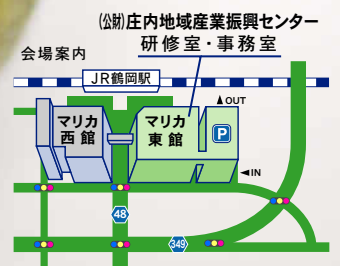 (公財)庄内地域産業振興センター
研修室・事務室
会場案内
JR鶴岡駅
OUT
マリカ
西館
マリカ
東館
P
IN
48
349